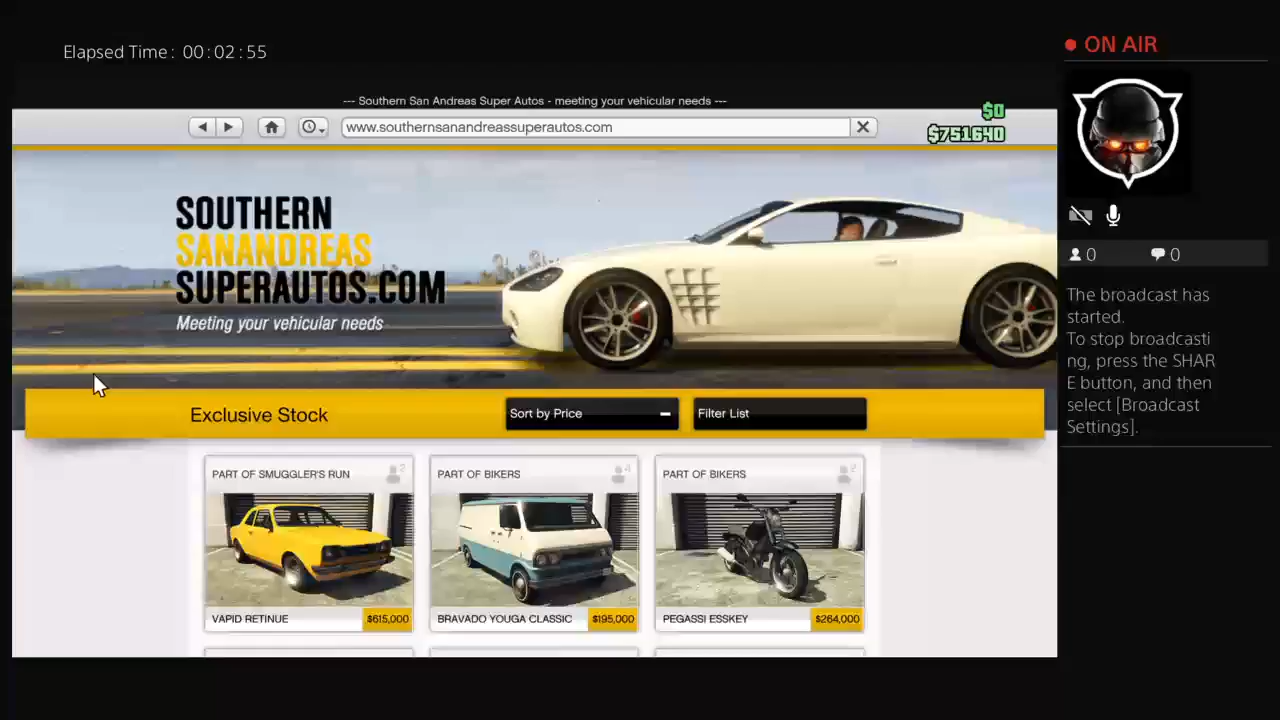 Elapsed Time: 00:02:55
ON AIR
--- Southern San Andreas Super Autos - meeting your vehicular needs ---
www.southernsanandreassuperautos.com
$0
$751640
SOUTHERN
SANANDREAS
SUPERAUTOS.COM
Meeting your vehicular needs
0
0
The broadcast has
started.
To stop broadcasti
ng, press the SHAR
E button, and then
select [Broadcast
Settings].
Exclusive Stock
Sort by Price
Filter List
PART OF SMUGGLER'S RUN
2
PART OF BIKERS
4
PART OF BIKERS
2
VAPID RETINUE
$615,000
BRAVADO YOUGA CLASSIC
$195,000
PEGASSI ESSKEY
$264,000